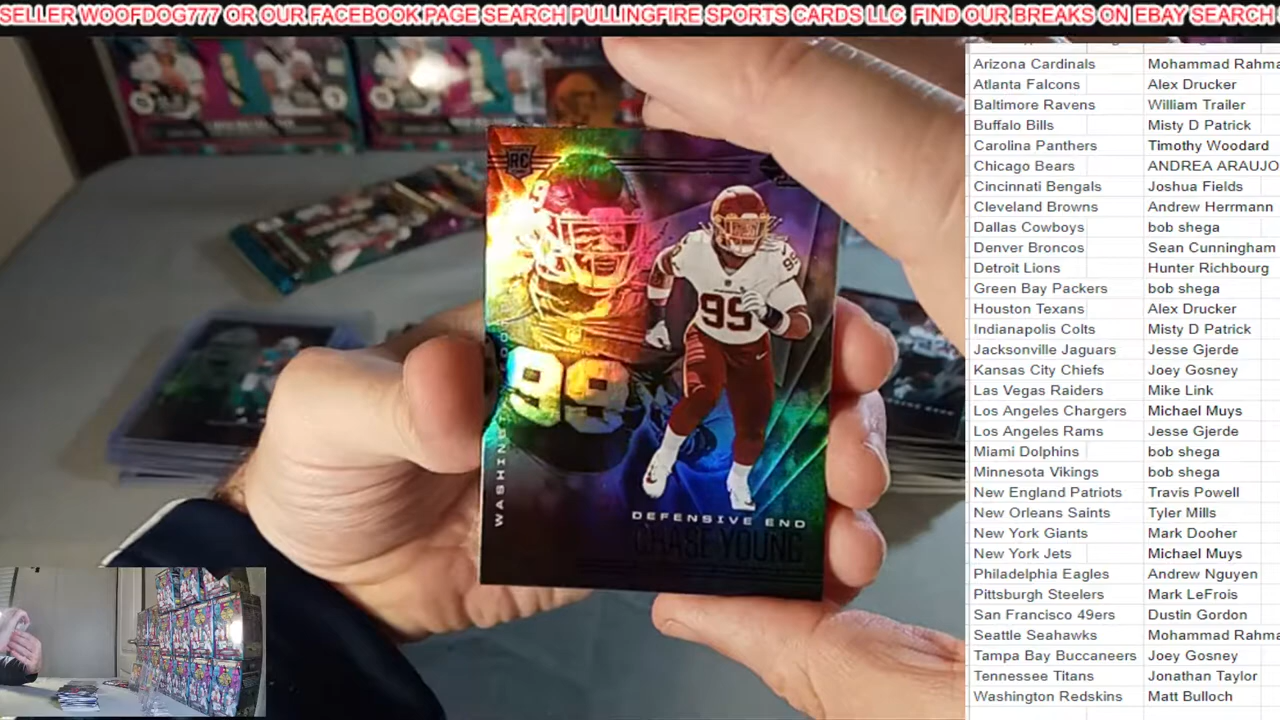 SELLER WOOFDOG777 OR OUR FACEBOOK PAGE SEARCH PULLINGFIRE SPORTS CARDS LLC FIND OUR BREAKS ON EBAY SEARCH
RC
99
99
WASHINGT
DEFENSIVE END
CHASE YOUNG
Arizona Cardinals Mohammad Rahma
Atlanta Falcons Alex Drucker
Baltimore Ravens William Trailer
Buffalo Bills Misty D Patrick
Carolina Panthers Timothy Woodard
Chicago Bears ANDREA ARAUJO
Cincinnati Bengals Joshua Fields
Cleveland Browns Andrew Herrmann
Dallas Cowboys bob shega
Denver Broncos Sean Cunningham
Detroit Lions Hunter Richbourg
Green Bay Packers bob shega
Houston Texans Alex Drucker
Indianapolis Colts Misty D Patrick
Jacksonville Jaguars Jesse Gjerde
Kansas City Chiefs Joey Gosney
Las Vegas Raiders Mike Link
Los Angeles Chargers Michael Muys
Los Angeles Rams Jesse Gjerde
Miami Dolphins bob shega
Minnesota Vikings bob shega
New England Patriots Travis Powell
New Orleans Saints Tyler Mills
New York Giants Mark Dooher
New York Jets Michael Muys
Philadelphia Eagles Andrew Nguyen
Pittsburgh Steelers Mark LeFrois
San Francisco 49ers Dustin Gordon
Seattle Seahawks Mohammad Rahma
Tampa Bay Buccaneers Joey Gosney
Tennessee Titans Jonathan Taylor
Washington Redskins Matt Bulloch